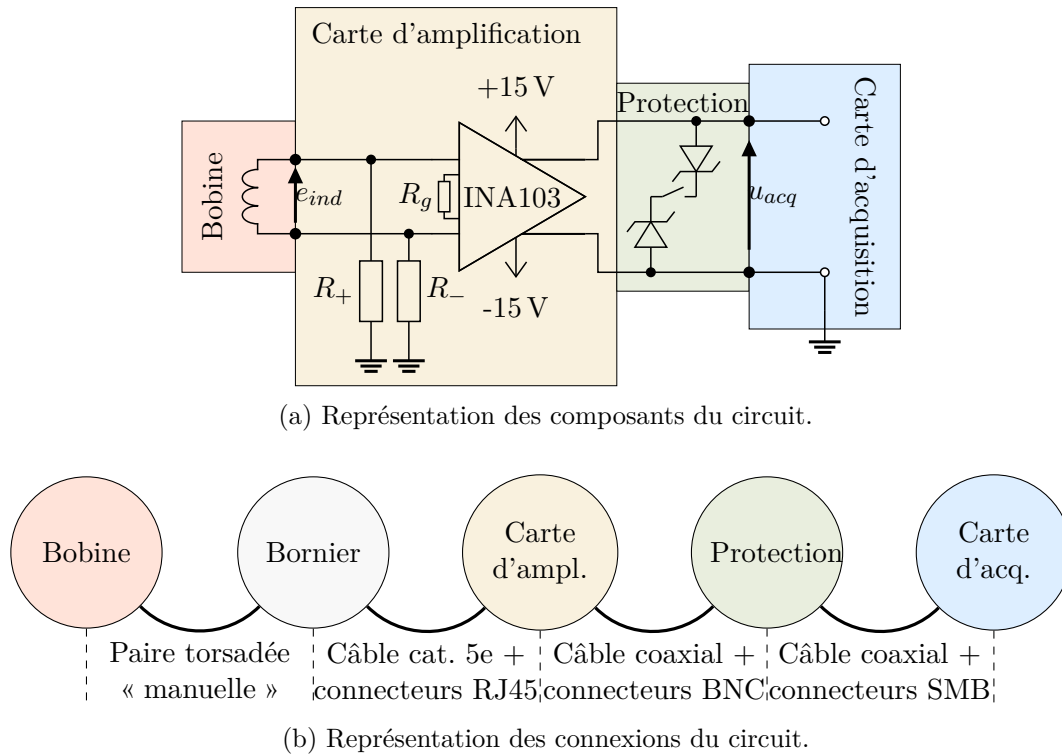 Carte d'amplification
+15 V
Protection
Carte d'acquisition
Bobine
e_ind
R_g
INA103
u_acq
R_+
R_-
-15 V
(a) Représentation des composants du circuit.
Bobine
Bornier
Carte
d'ampl.
Protection
Carte
d'acq.
Paire torsadée
« manuelle »
Câble cat. 5e +
connecteurs RJ45
Câble coaxial +
connecteurs BNC
Câble coaxial +
connecteurs SMB
(b) Représentation des connexions du circuit.